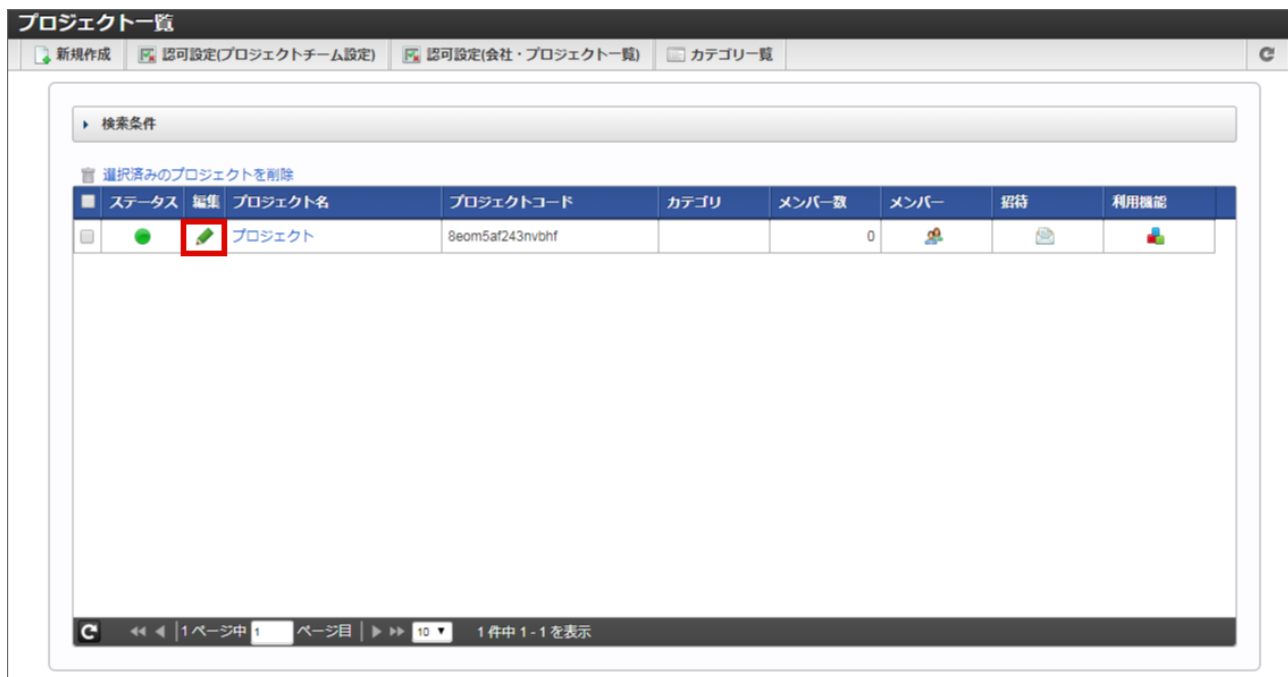 プロジェクト一覧
新規作成 認可設定(プロジェクトチーム設定) 認可設定(会社・プロジェクト一覧) カテゴリ一覧
検索条件
選択済みのプロジェクトを削除
ステータス 編集 プロジェクト名 プロジェクトコード カテゴリ メンバー数 メンバー 招待 利用機能
プロジェクト 8eom5af243nvbhf 0
1 ページ中 1 ページ目 10 1 件中 1 - 1 を表示